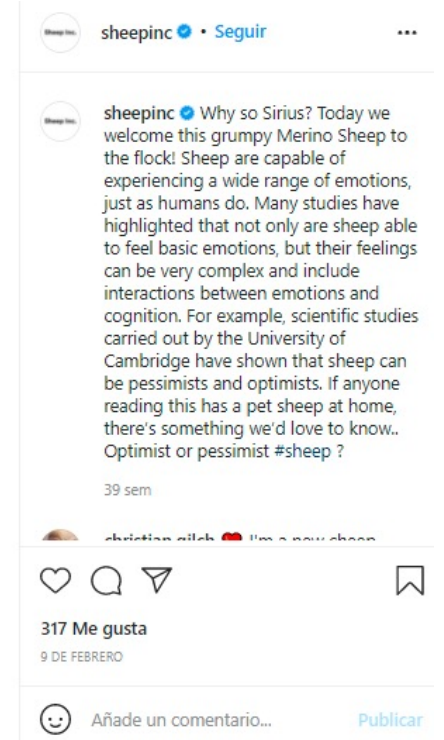 sheepinc • Seguir
sheepinc Why so Sirius? Today we
welcome this grumpy Merino Sheep to
the flock! Sheep are capable of
experiencing a wide range of emotions,
just as humans do. Many studies have
highlighted that not only are sheep able
to feel basic emotions, but their feelings
can be very complex and include
interactions between emotions and
cognition. For example, scientific studies
carried out by the University of
Cambridge have shown that sheep can
be pessimists and optimists. If anyone
reading this has a pet sheep at home,
there's something we'd love to know..
Optimist or pessimist #sheep ?
39 sem
christian gilch ❤️ I'm a new sheep
317 Me gusta
9 DE FEBRERO
Añade un comentario...
Publicar